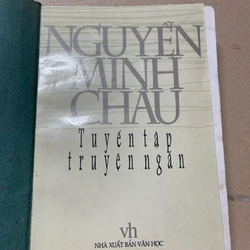 NGUYỄN
MINH
CHÂU
Tuyển tập
truyện ngắn
vh
NHÀ XUẤT BẢN VĂN HỌC